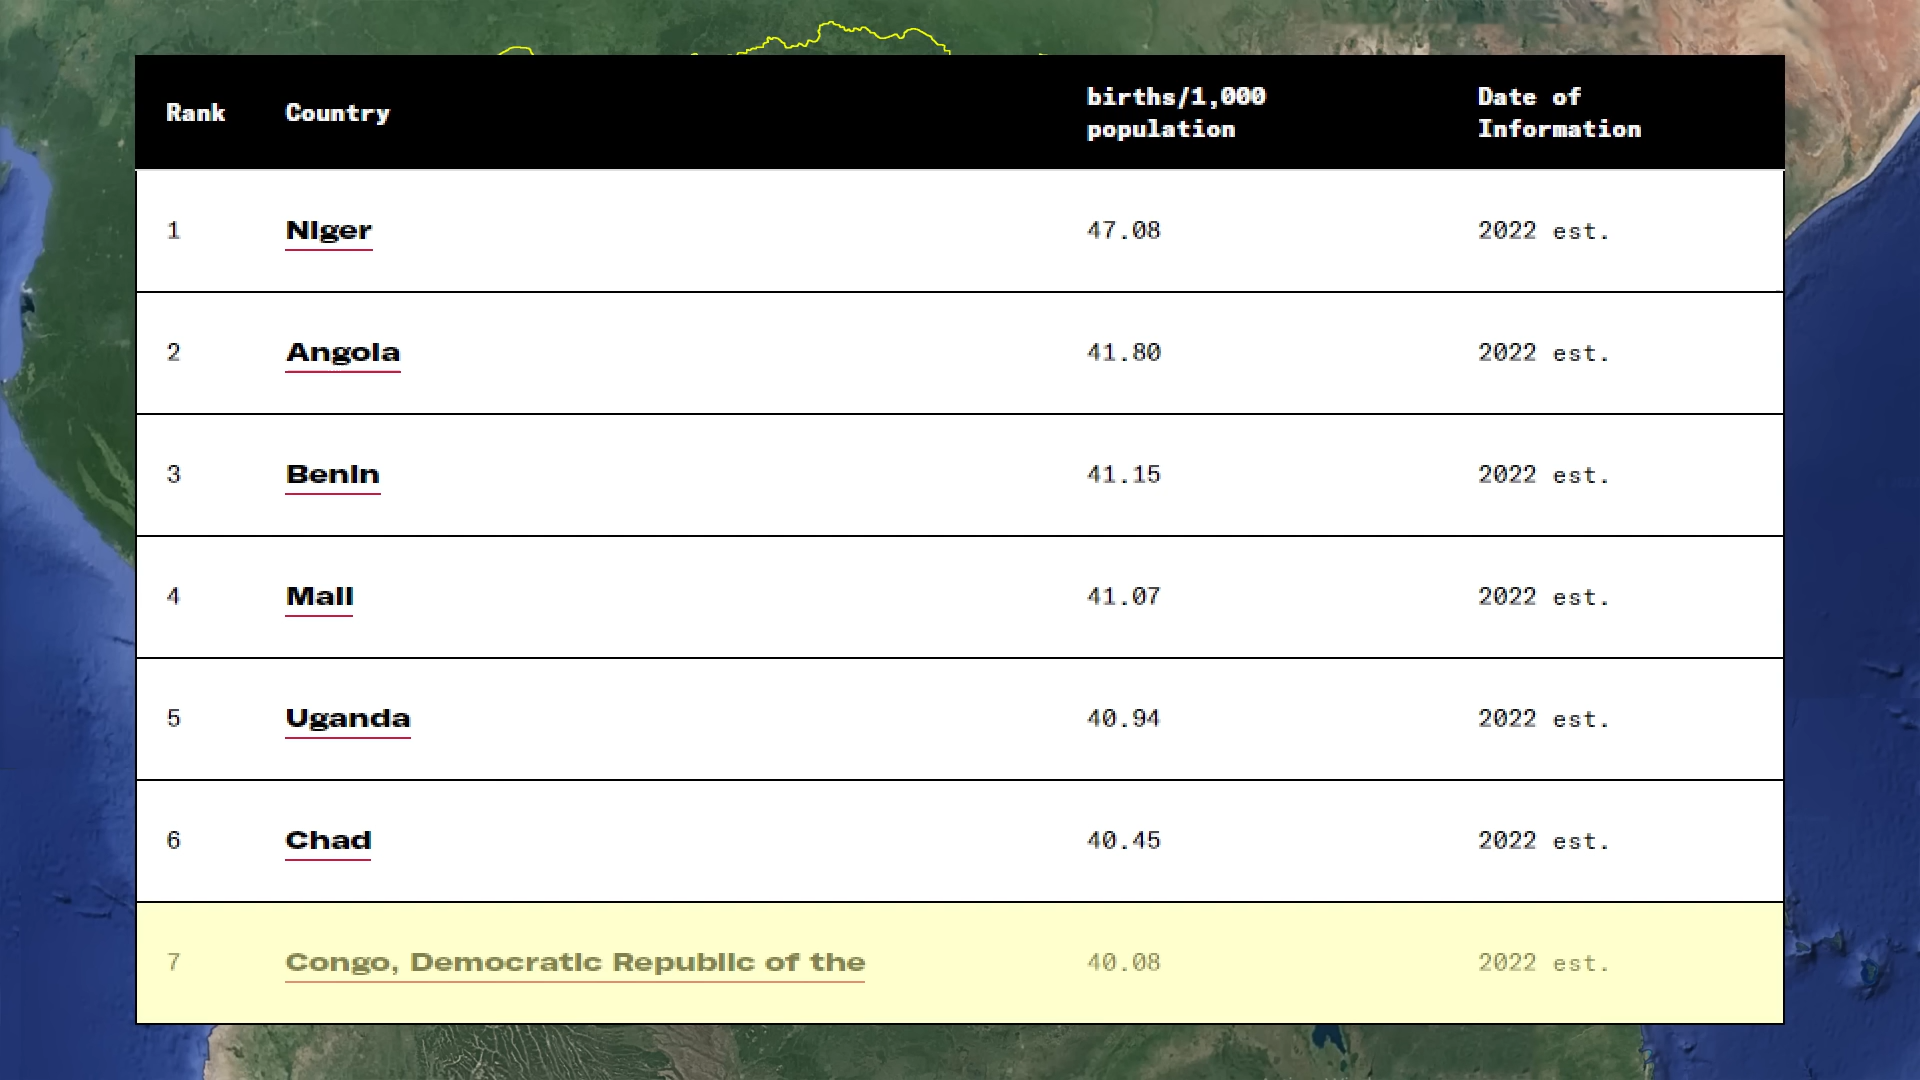 Rank Country births/1,000 population Date of Information
1 Niger 47.08 2022 est.
2 Angola 41.80 2022 est.
3 Benin 41.15 2022 est.
4 Mali 41.07 2022 est.
5 Uganda 40.94 2022 est.
6 Chad 40.45 2022 est.
7 Congo, Democratic Republic of the 40.08 2022 est.